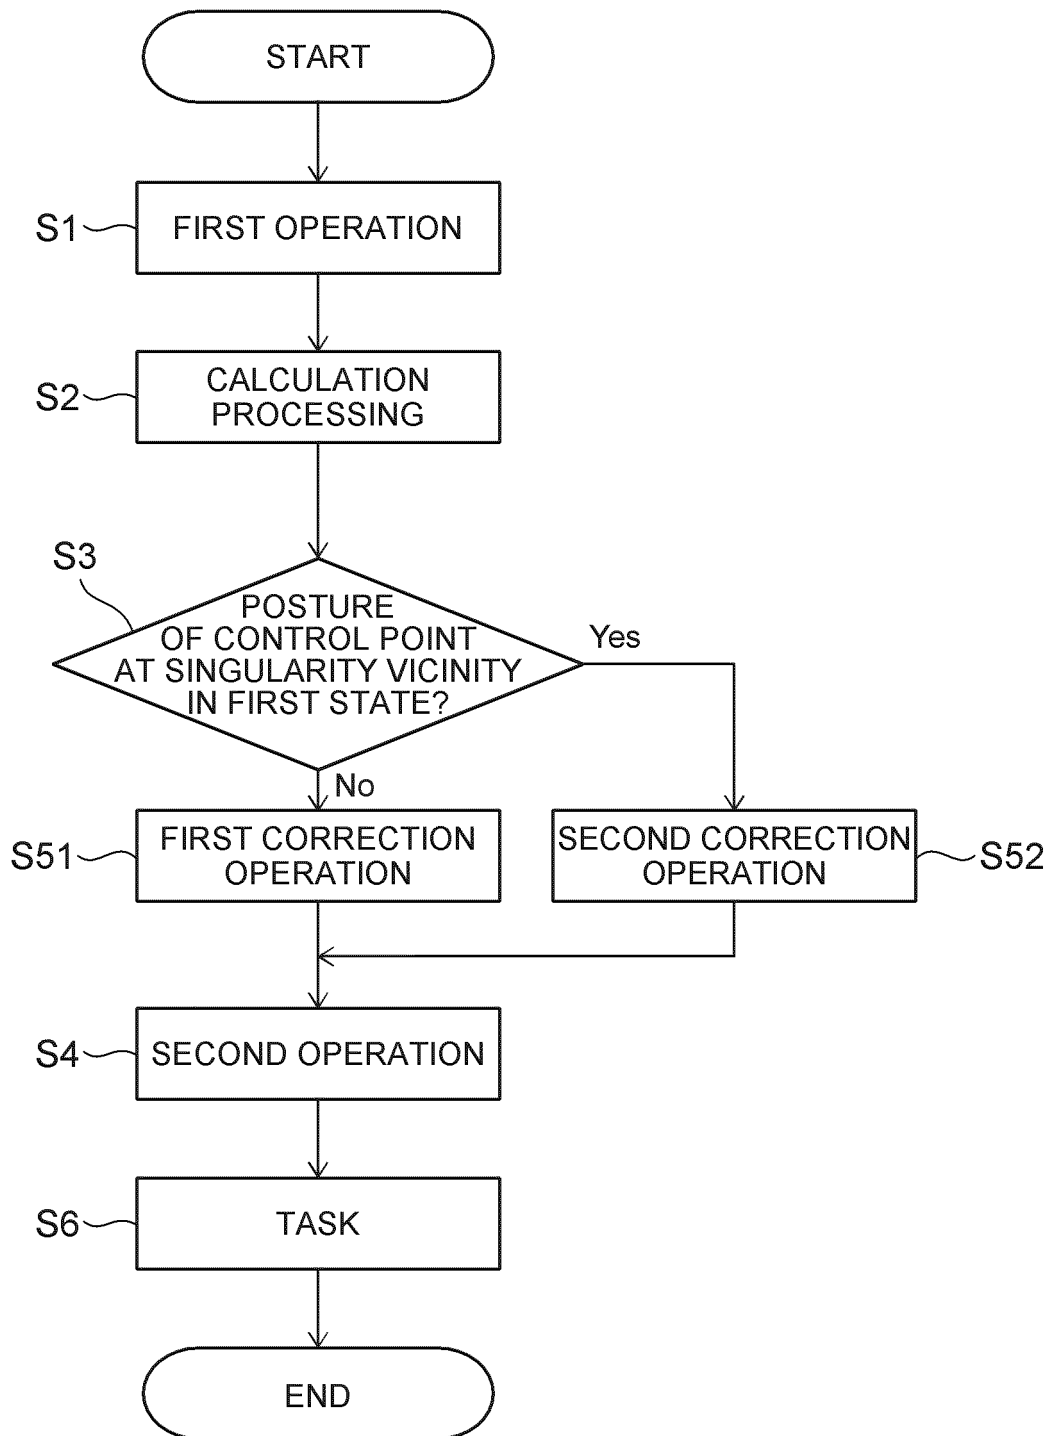 START
S1
FIRST OPERATION
S2
CALCULATION
PROCESSING
S3
POSTURE
OF CONTROL POINT
AT SINGULARITY VICINITY
IN FIRST STATE?
Yes
No
S51
FIRST CORRECTION
OPERATION
SECOND CORRECTION
OPERATION
S52
S4
SECOND OPERATION
S6
TASK
END